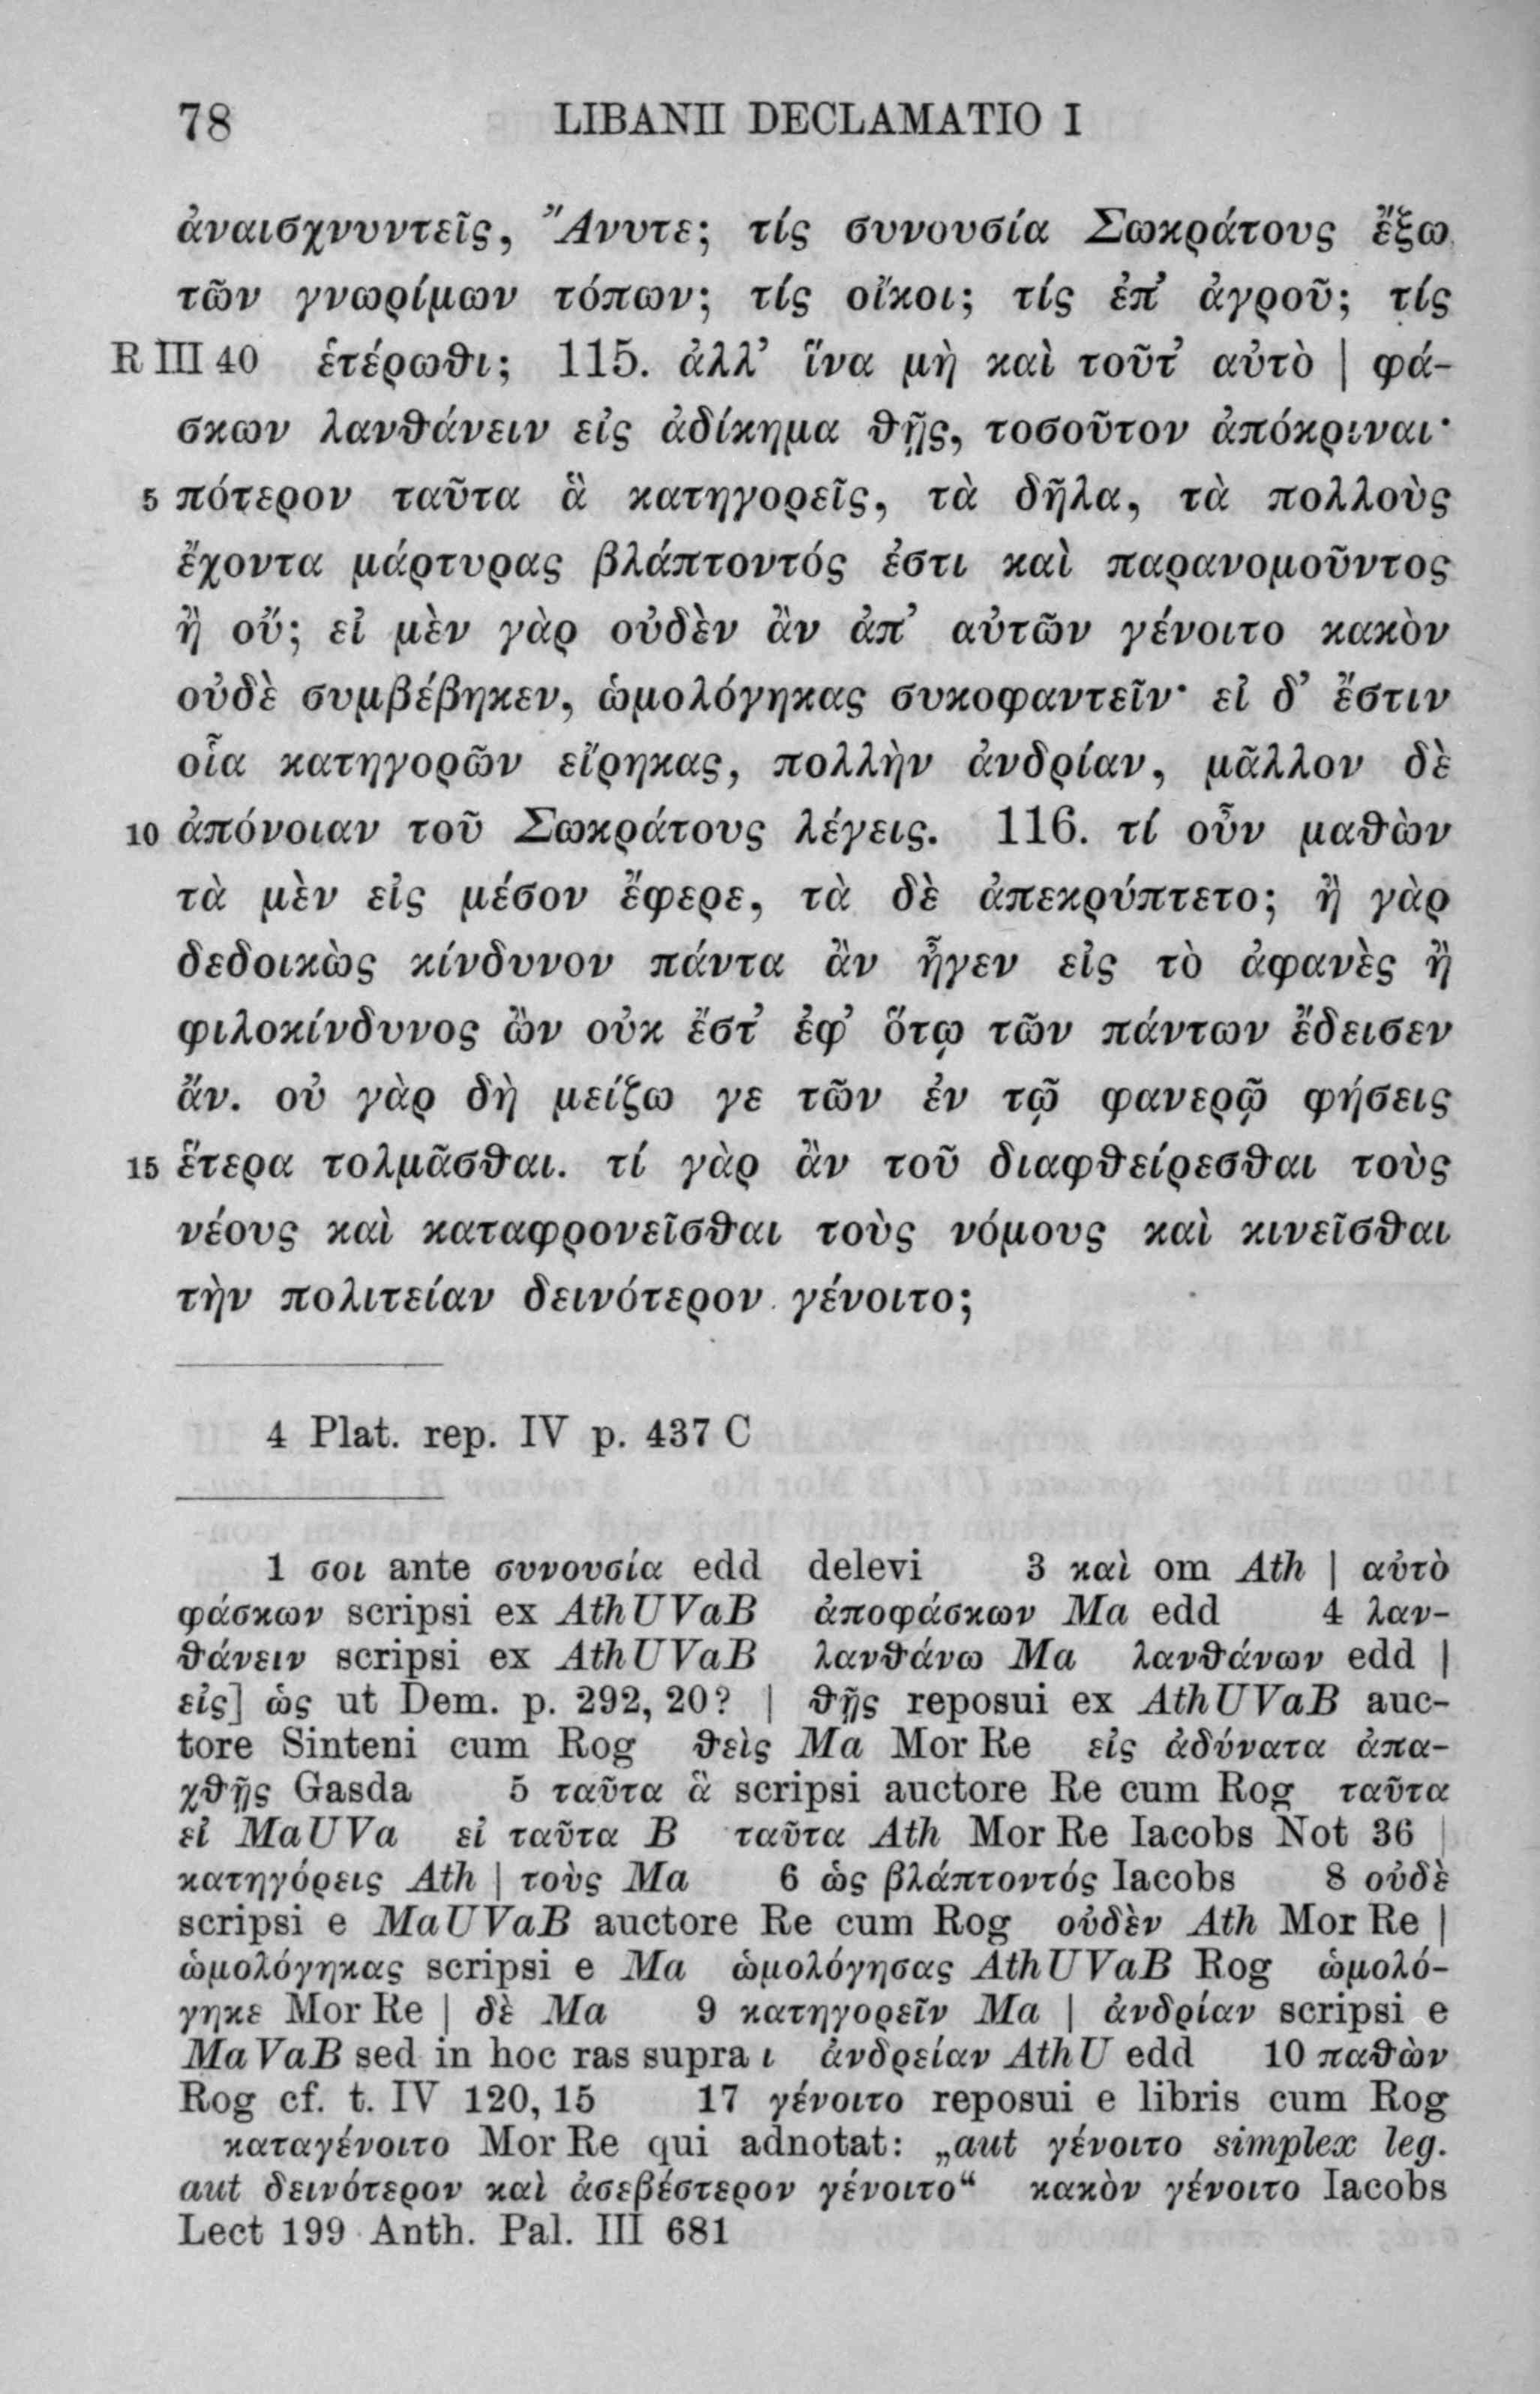 78 LIBANII DECLAMATIO I
ἀναισχυντεῖς, Ἄνυτε; τίς συνουσία Σωκράτους ἔξω
τῶν γνωρίμων τόπων; τίς οἴκοι; τίς ἐπ’ ἀγροῦ; τίς
R III 40 ἑτέρωθι; 115. ἀλλ’ ἵνα μὴ καὶ τοῦτ’ αὐτὸ | φά-
σκων λανθάνειν εἰς ἀδίκημα θῇς, τοσοῦτον ἀπόκριναι·
5 πότερον ταῦτα ἃ κατηγορεῖς, τὰ δῆλα, τὰ πολλοὺς
ἔχοντα μάρτυρας βλάπτοντός ἐστι καὶ παρανομοῦντος
ἢ οὔ; εἰ μὲν γὰρ οὐδὲν ἂν ἀπ’ αὐτῶν γένοιτο κακὸν
οὐδὲ συμβέβηκεν, ὡμολόγηκας συκοφαντεῖν· εἰ δ’ ἔστιν
οἷα κατηγορῶν εἴρηκας, πολλὴν ἀνδρίαν, μᾶλλον δὲ
10 ἀπόνοιαν τοῦ Σωκράτους λέγεις. 116. τί οὖν μαθὼν
τὰ μὲν εἰς μέσον ἔφερε, τὰ δὲ ἀπεκρύπτετο; ἢ γὰρ
δεδοικὼς κίνδυνον πάντα ἂν ἦγεν εἰς τὸ ἀφανὲς ἢ
φιλοκίνδυνος ὢν οὐκ ἔστ’ ἐφ’ ὅτῳ τῶν πάντων ἔδεισεν
ἄν. οὐ γὰρ δὴ μείζω γε τῶν ἐν τῷ φανερῷ φήσεις
15 ἕτερα τολμᾶσθαι. τί γὰρ ἂν τοῦ διαφθείρεσθαι τοὺς
νέους καὶ καταφρονεῖσθαι τοὺς νόμους καὶ κινεῖσθαι
τὴν πολιτείαν δεινότερον γένοιτο;
4 Plat. rep. IV p. 437 C
1 σοι ante συνουσία edd delevi 3 καὶ om Ath | αὐτὸ
φάσκων scripsi ex AthUVaB ἀποφάσκων Ma edd 4 λαν-
θάνειν scripsi ex AthUVaB λανθάνω Ma λανθάνων edd |
εἰς] ὡς ut Dem. p. 292, 20? | θῇς reposui ex AthUVaB auc-
tore Sinteni cum Rog θεὶς Ma Mor Re εἰς ἀδύνατα ἀπα-
χθῇς Gasda 5 ταῦτα ἃ scripsi auctore Re cum Rog ταῦτα
εἰ MaUVa εἰ ταῦτα B ταῦτα Ath Mor Re Iacobs Not 36 |
κατηγόρεις Ath | τοὺς Ma 6 ὡς βλάπτοντός Iacobs 8 οὐδὲ
scripsi e MaUVaB auctore Re cum Rog οὐδὲν Ath Mor Re |
ὡμολόγηκας scripsi e Ma ὡμολόγησας AthUVaB Rog ὡμολό-
γηκε Mor Re | δὲ Ma 9 κατηγορεῖν Ma | ἀνδρίαν scripsi e
MaVaB sed in hoc ras supra ι ἀνδρείαν AthU edd 10 παθὼν
Rog cf. t. IV 120, 15 17 γένοιτο reposui e libris cum Rog
καταγένοιτο Mor Re qui adnotat: „aut γένοιτο simplex leg.
aut δεινότερον καὶ ἀσεβέστερον γένοιτο“ κακὸν γένοιτο Iacobs
Lect 199 Anth. Pal. III 681